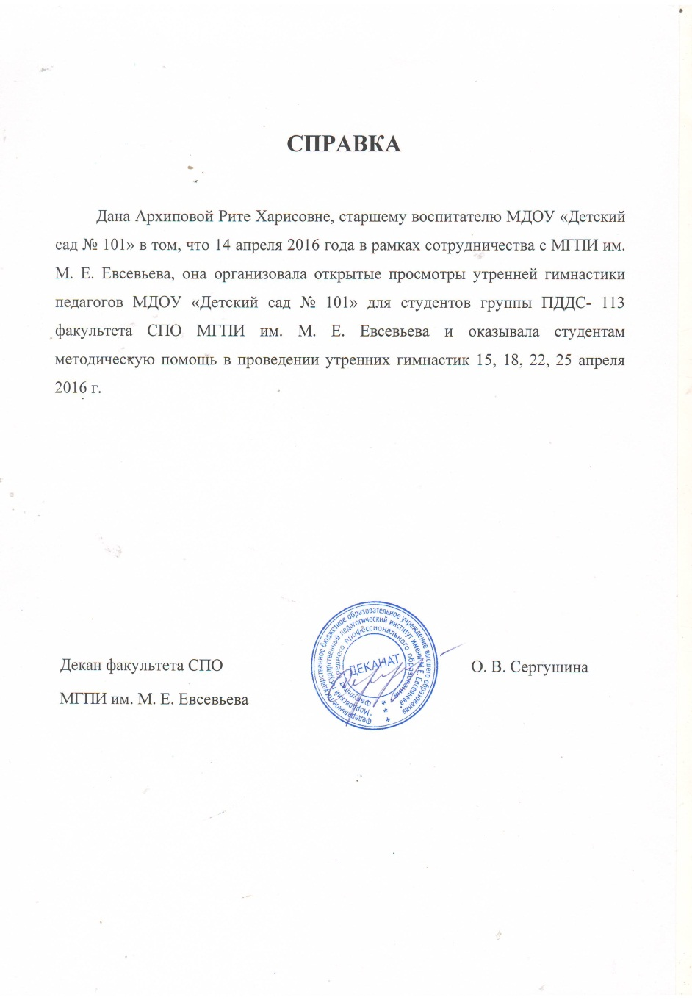 СПРАВКА
Дана Архиповой Рите Харисовне, старшему воспитателю МДОУ «Детский
сад № 101» в том, что 14 апреля 2016 года в рамках сотрудничества с МГПИ им.
М. Е. Евсевьева, она организовала открытые просмотры утренней гимнастики
педагогов МДОУ «Детский сад № 101» для студентов группы ПДДС- 113
факультета СПО МГПИ им. М. Е. Евсевьева и оказывала студентам
методическую помощь в проведении утренних гимнастик 15, 18, 22, 25 апреля
2016 г.
Декан факультета СПО
МГПИ им. М. Е. Евсевьева
Федеральное государственное бюджетное образовательное учреждение высшего образования
"Мордовский государственный педагогический институт имени М.Е. Евсевьева"
Факультет среднего профессионального образования
ДЕКАНАТ
О. В. Сергушина